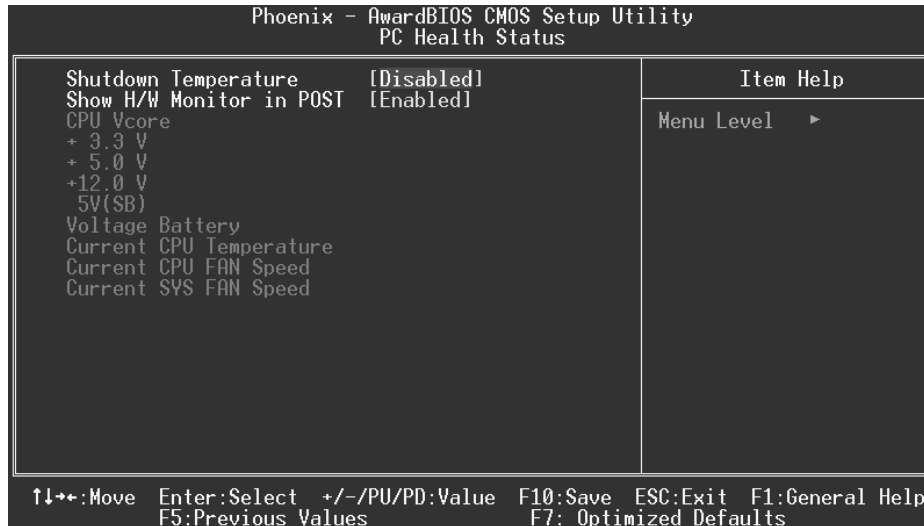 Phoenix - AwardBIOS CMOS Setup Utility
PC Health Status
Shutdown Temperature [Disabled]
Show H/W Monitor in POST [Enabled]
CPU Vcore
+ 3.3 V
+ 5.0 V
+12.0 V
5V(SB)
Voltage Battery
Current CPU Temperature
Current CPU FAN Speed
Current SYS FAN Speed
Item Help
Menu Level ►
↑↓→←:Move Enter:Select +/-/PU/PD:Value F10:Save ESC:Exit F1:General Help
F5:Previous Values F7: Optimized Defaults